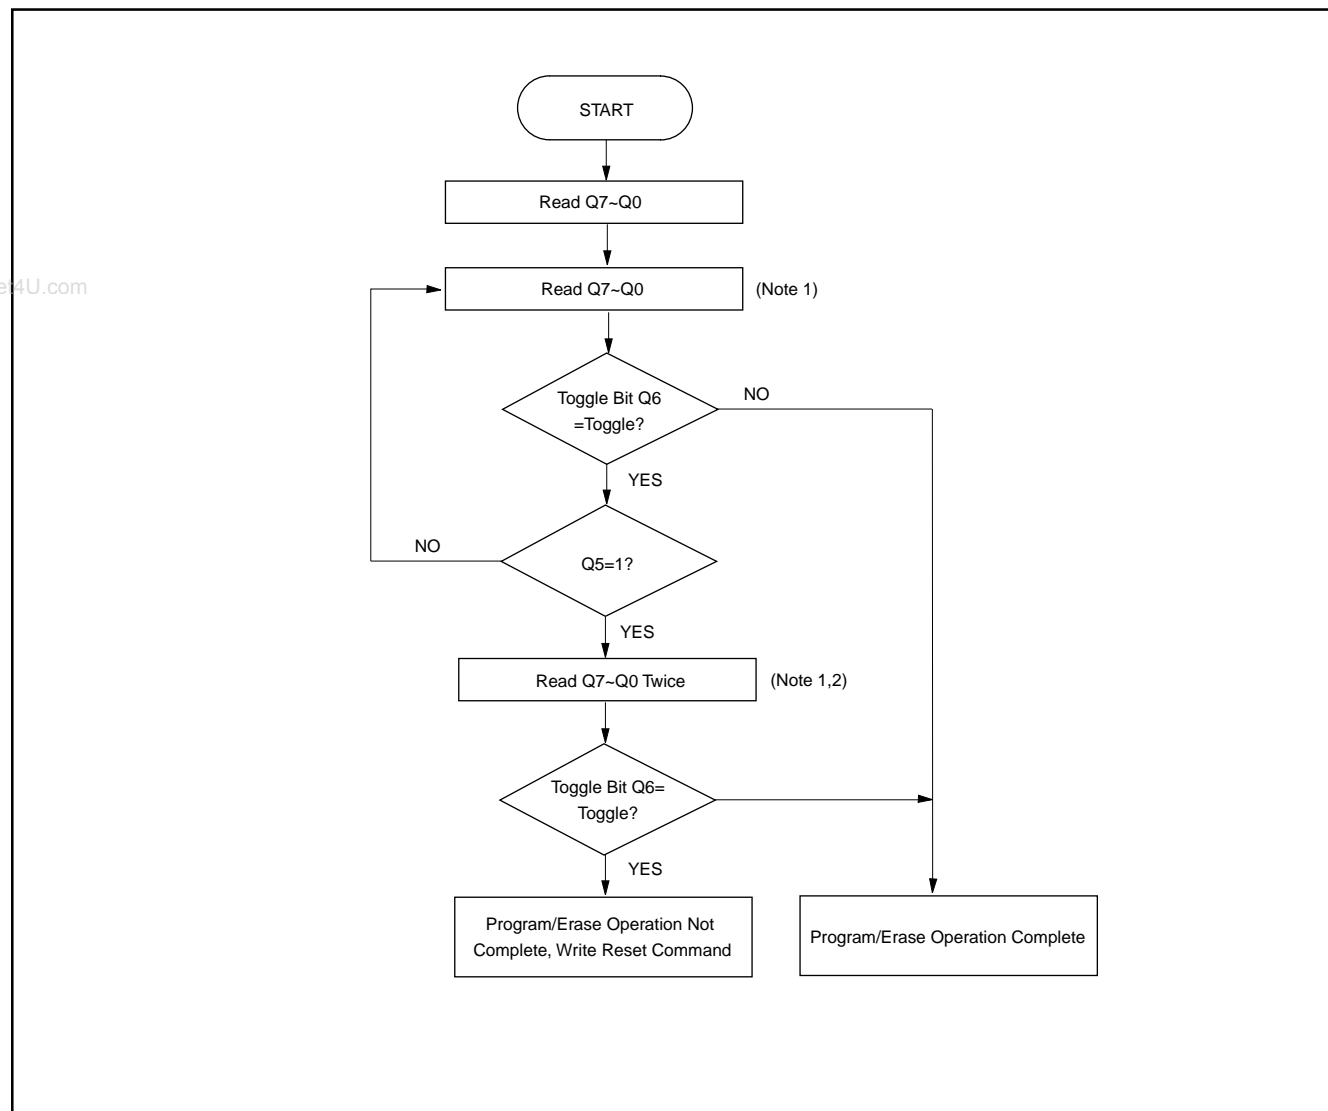 START
Read Q7~Q0
et4U.com
Read Q7~Q0
(Note 1)
Toggle Bit Q6
=Toggle?
NO
YES
NO
Q5=1?
YES
Read Q7~Q0 Twice
(Note 1,2)
Toggle Bit Q6=
Toggle?
YES
Program/Erase Operation Not
Complete, Write Reset Command
Program/Erase Operation Complete